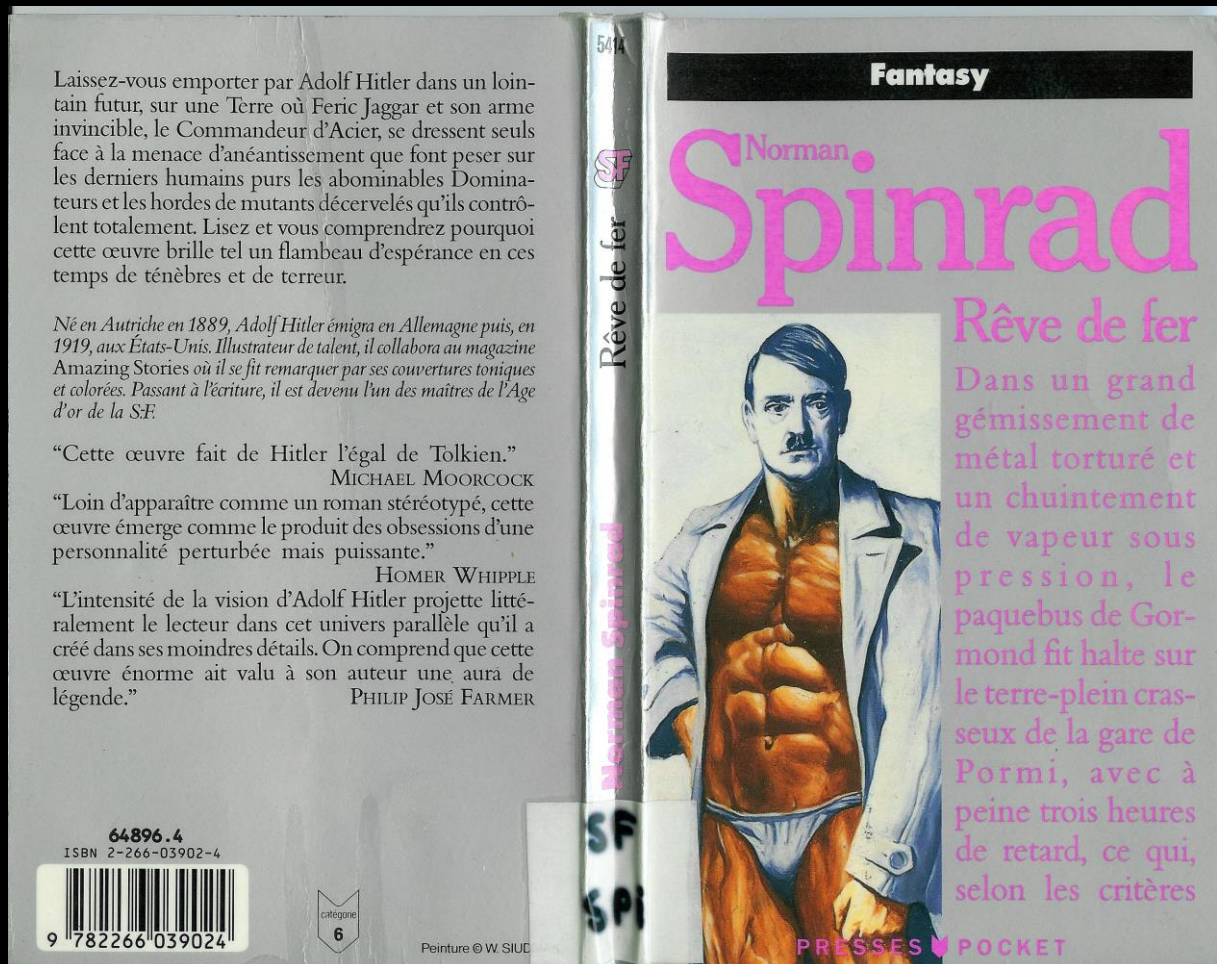 Laissez-vous emporter par Adolf Hitler dans un loin-
tain futur, sur une Terre où Feric Jaggar et son arme
invincible, le Commandeur d'Acier, se dressent seuls
face à la menace d'anéantissement que font peser sur
les derniers humains purs les abominables Domina-
teurs et les hordes de mutants décervelés qu'ils contrô-
lent totalement. Lisez et vous comprendrez pourquoi
cette œuvre brille tel un flambeau d'espérance en ces
temps de ténèbres et de terreur.
Né en Autriche en 1889, Adolf Hitler émigra en Allemagne puis, en
1919, aux États-Unis. Illustrateur de talent, il collabora au magazine
Amazing Stories où il se fit remarquer par ses couvertures toniques
et colorées. Passant à l'écriture, il est devenu l'un des maîtres de l'Age
d'or de la S-F.
“Cette œuvre fait de Hitler l'égal de Tolkien.”
MICHAEL MOORCOCK
“Loin d'apparaître comme un roman stéréotypé, cette
œuvre émerge comme le produit des obsessions d'une
personnalité perturbée mais puissante.”
HOMER WHIPPLE
“L'intensité de la vision d'Adolf Hitler projette litté-
ralement le lecteur dans cet univers parallèle qu'il a
créé dans ses moindres détails. On comprend que cette
œuvre énorme ait valu à son auteur une aura de
légende.” PHILIP JOSÉ FARMER
64896.4
ISBN 2-266-03902-4
9 782266 039024
catégorie
6
Peinture © W. SIUD
5414
SF
Rêve de fer
Norman Spinrad
SF
SPi
Fantasy
Norman
Spinrad
Rêve de fer
Dans un grand
gémissement de
métal torturé et
un chuintement
de vapeur sous
pression, le
paquebus de Gor-
mond fit halte sur
le terre-plein cras-
seux de la gare de
Pormi, avec à
peine trois heures
de retard, ce qui,
selon les critères
PRESSES POCKET